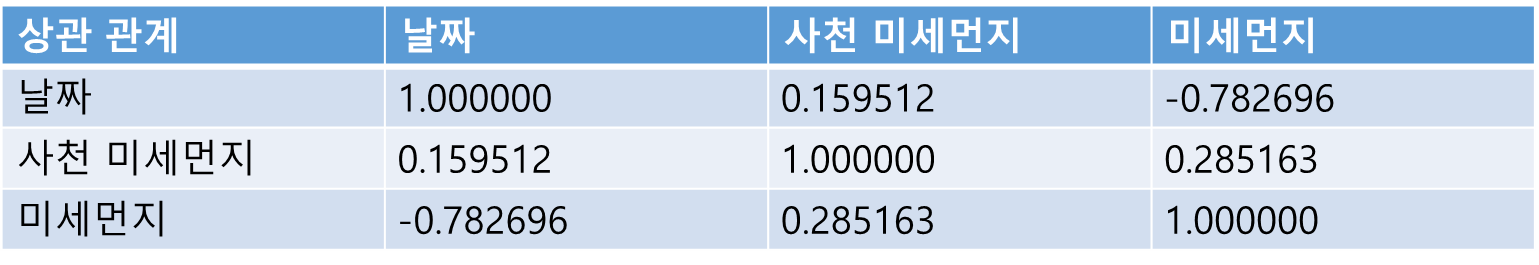 상관 관계 날짜 사천 미세먼지 미세먼지
날짜 1.000000 0.159512 -0.782696
사천 미세먼지 0.159512 1.000000 0.285163
미세먼지 -0.782696 0.285163 1.000000